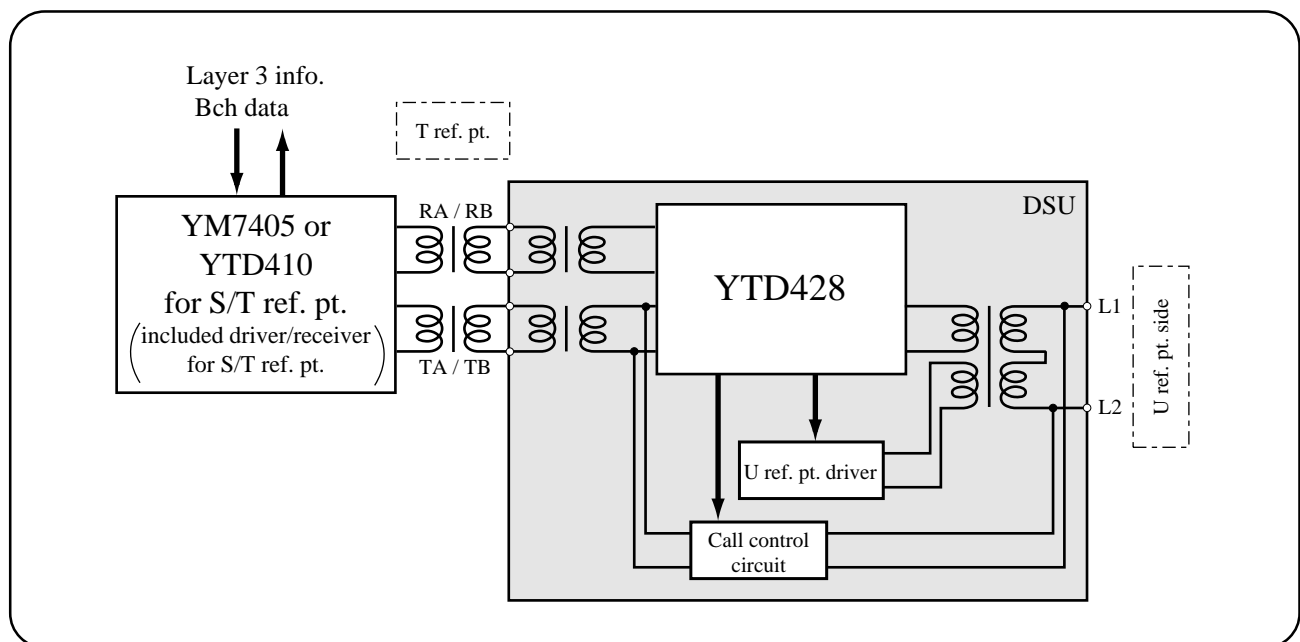 Layer 3 info.
Bch data
T ref. pt.
DSU
RA / RB
YM7405 or
YTD410
for S/T ref. pt.
(included driver/receiver
for S/T ref. pt.)
TA / TB
YTD428
L1
L2
U ref. pt. side
U ref. pt. driver
Call control
circuit